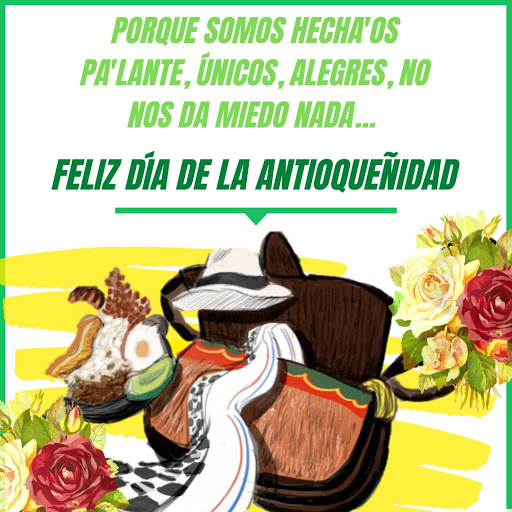 PORQUE SOMOS HECHA'OS
PA'LANTE, ÚNICOS, ALEGRES, NO
NOS DA MIEDO NADA...
FELIZ DÍA DE LA ANTIOQUEÑIDAD